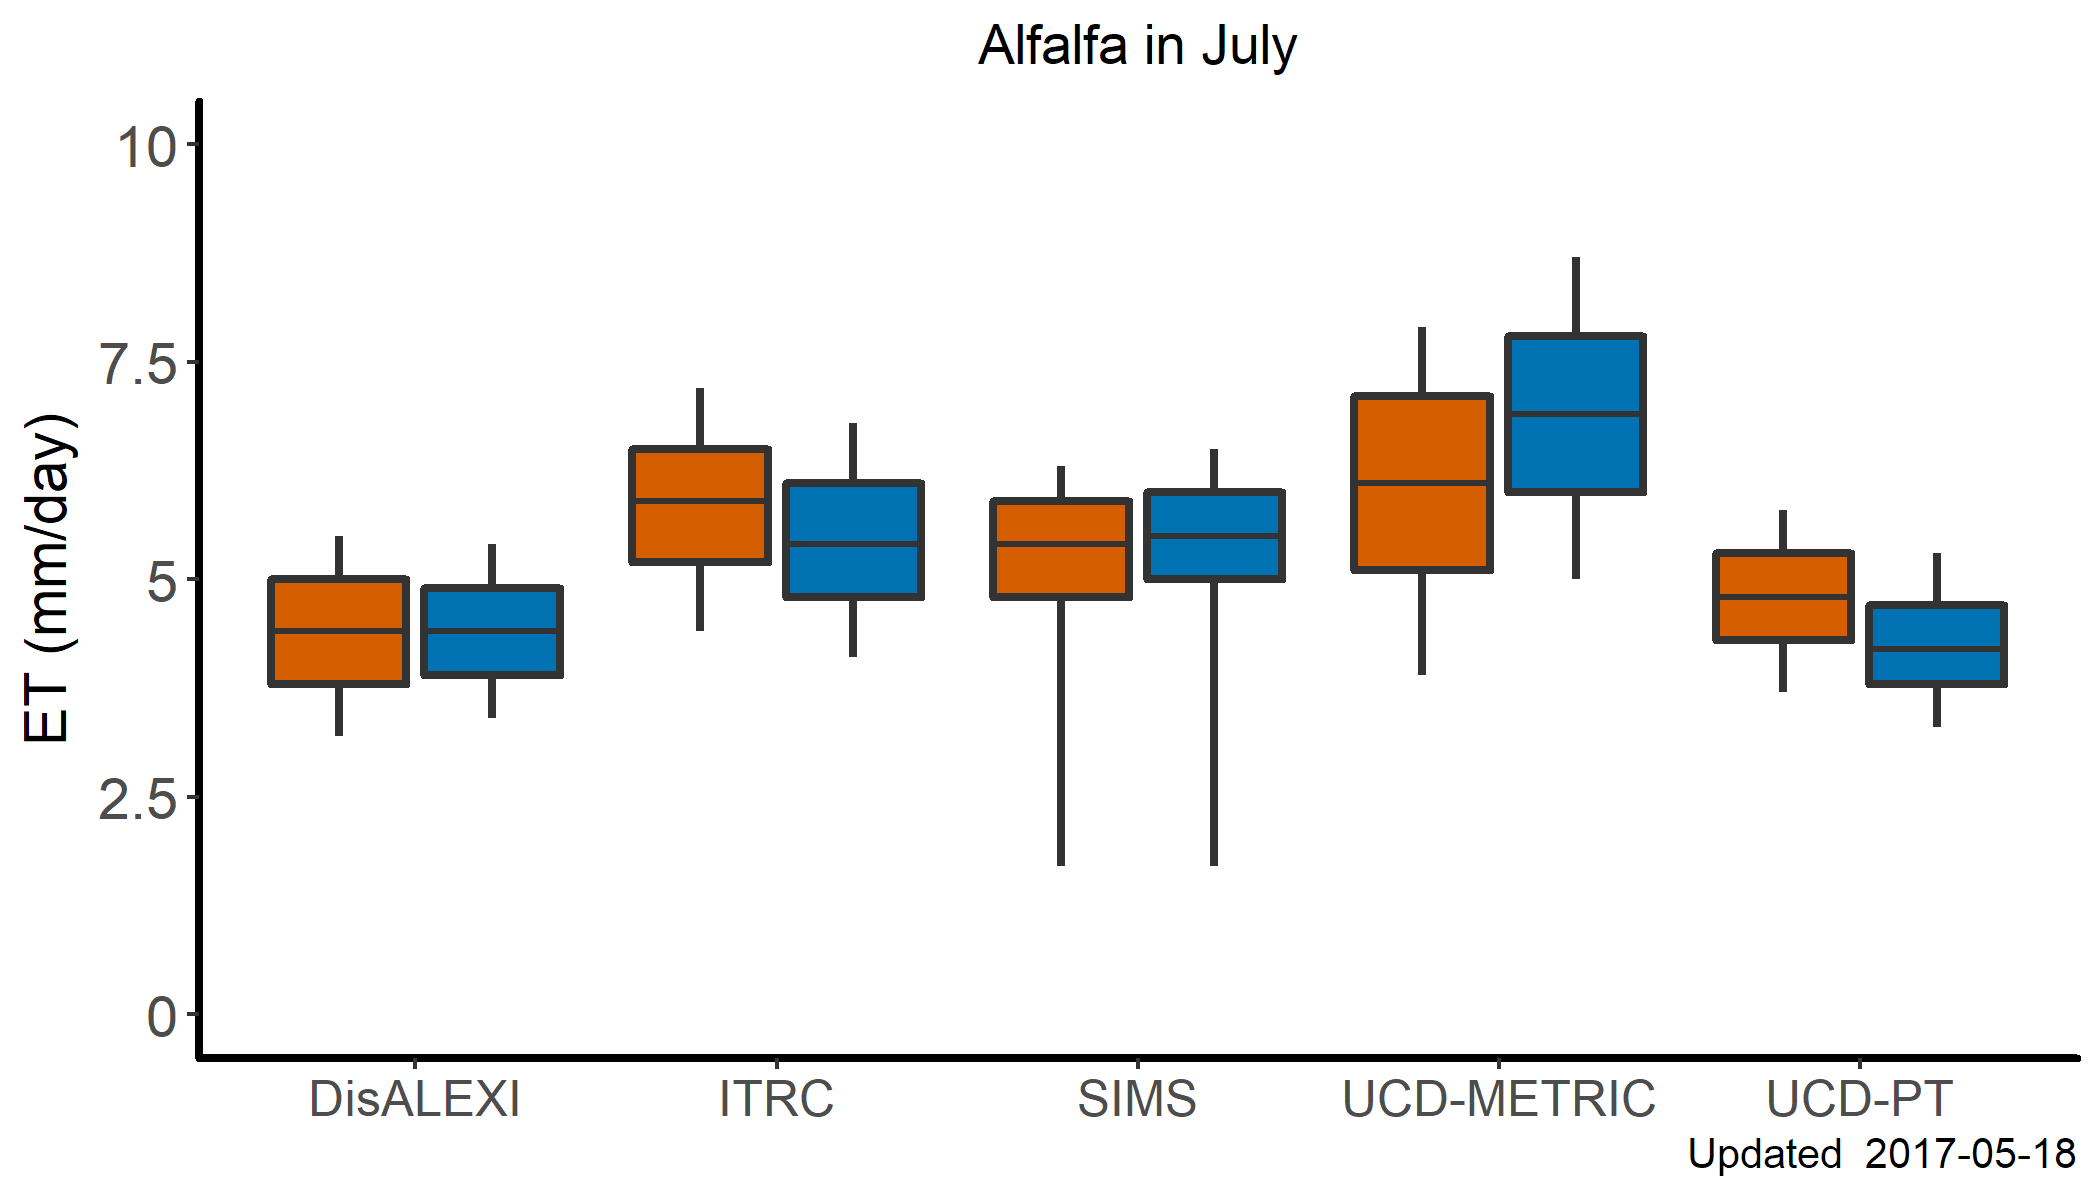 Alfalfa in July
ET (mm/day)
10
7.5
5
2.5
0
DisALEXI ITRC SIMS UCD-METRIC UCD-PT
Updated  2017-05-18